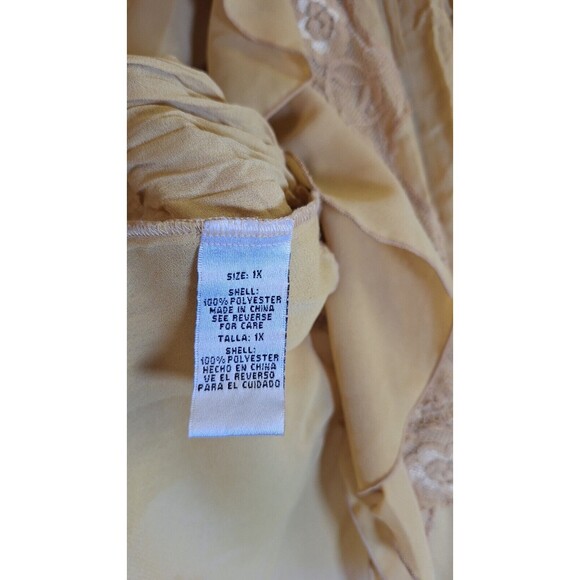 SIZE: 1X
SHELL:
100% POLYESTER
MADE IN CHINA
SEE REVERSE
FOR CARE
TALLA: 1X
SHELL:
100% POLYESTER
HECHO EN CHINA
VE EL REVERSO
PARA EL CUIDADO